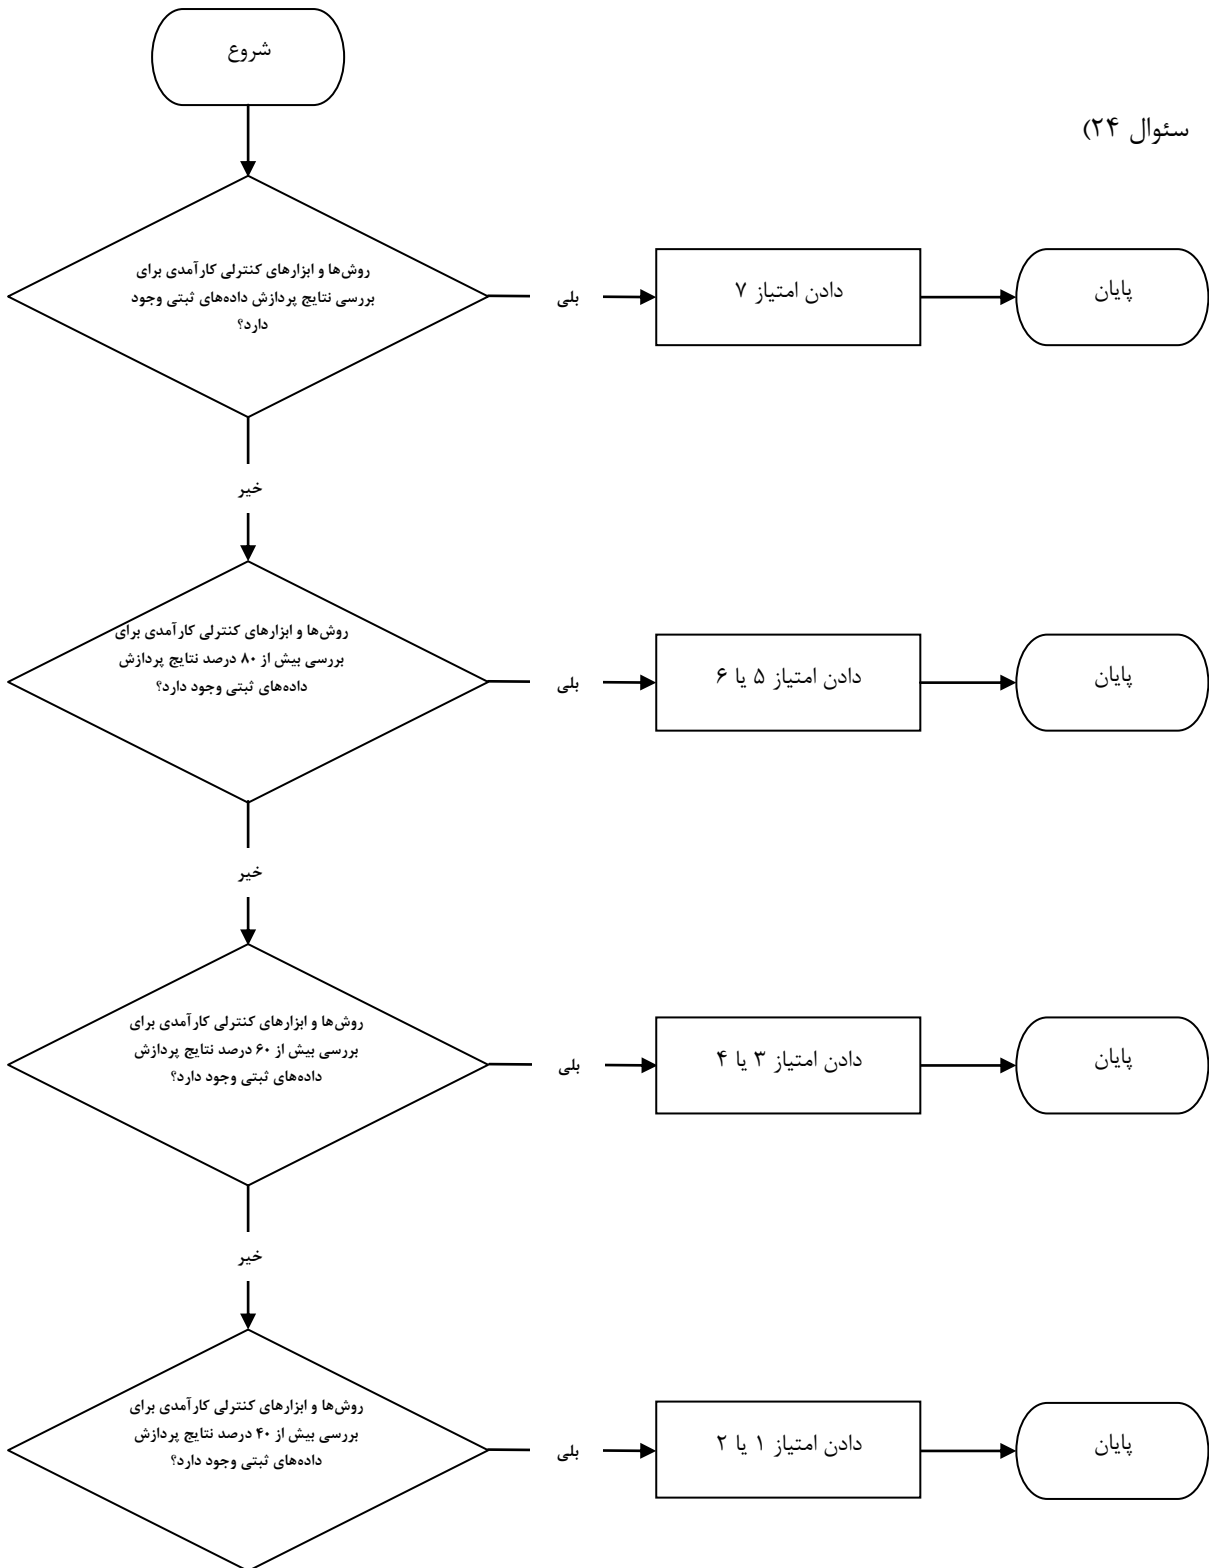 شروع
سئوال ۲۴)
روش‌ها و ابزارهای کنترلی کارآمدی برای
بررسی نتایج پردازش داده‌های ثبتی وجود
دارد؟
بلی
دادن امتیاز ۷
پایان
خیر
روش‌ها و ابزارهای کنترلی کارآمدی برای
بررسی بیش از ۸۰ درصد نتایج پردازش
داده‌های ثبتی وجود دارد؟
بلی
دادن امتیاز ۵ یا ۶
پایان
خیر
روش‌ها و ابزارهای کنترلی کارآمدی برای
بررسی بیش از ۶۰ درصد نتایج پردازش
داده‌های ثبتی وجود دارد؟
بلی
دادن امتیاز ۳ یا ۴
پایان
خیر
روش‌ها و ابزارهای کنترلی کارآمدی برای
بررسی بیش از ۴۰ درصد نتایج پردازش
داده‌های ثبتی وجود دارد؟
بلی
دادن امتیاز ۱ یا ۲
پایان